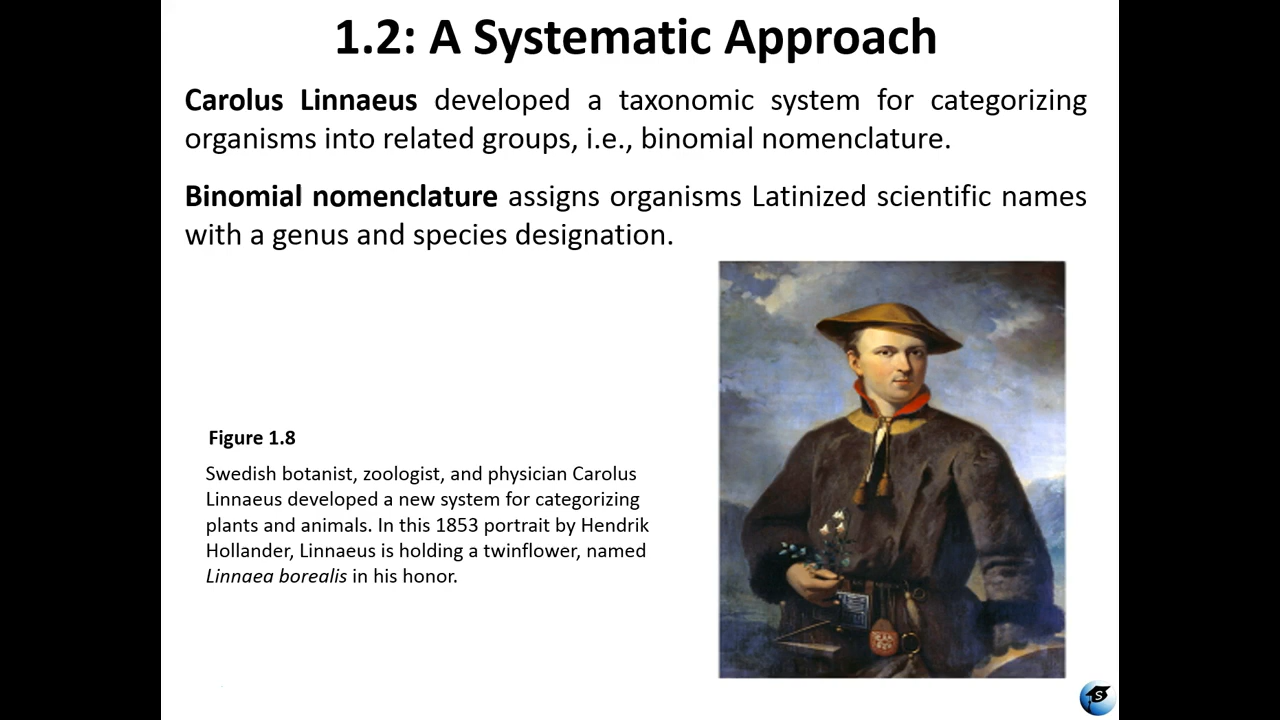 1.2: A Systematic Approach
Carolus Linnaeus developed a taxonomic system for categorizing
organisms into related groups, i.e., binomial nomenclature.
Binomial nomenclature assigns organisms Latinized scientific names
with a genus and species designation.
Figure 1.8
Swedish botanist, zoologist, and physician Carolus
Linnaeus developed a new system for categorizing
plants and animals. In this 1853 portrait by Hendrik
Hollander, Linnaeus is holding a twinflower, named
Linnaea borealis in his honor.
S